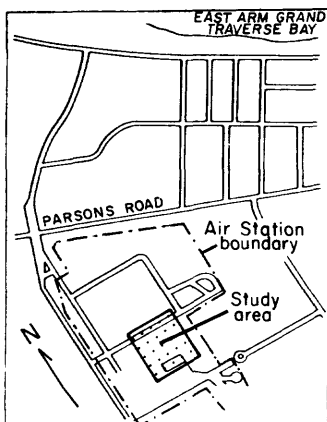 EAST ARM GRAND
TRAVERSE BAY
PARSONS ROAD
Air Station
boundary
Study
area
N